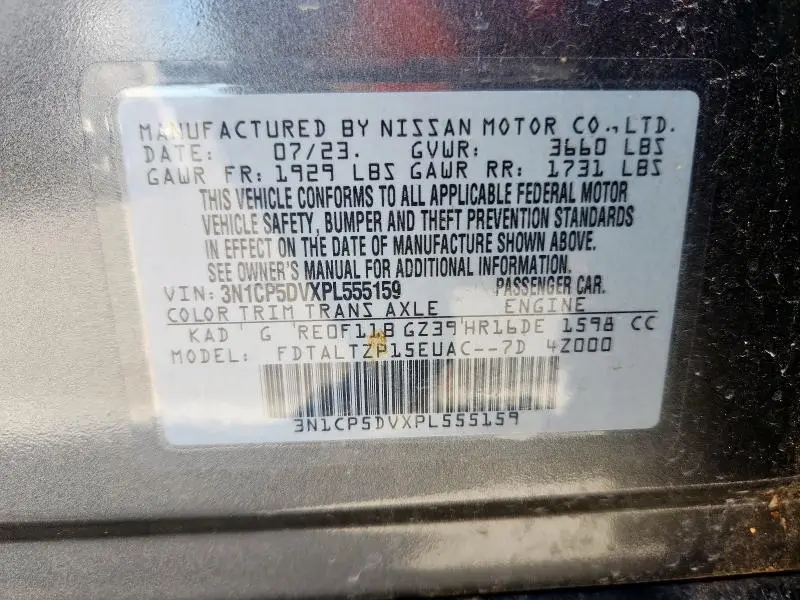 MANUFACTURED BY NISSAN MOTOR CO.,LTD.
DATE: 07/23. GVWR: 3660 LBS
GAWR FR: 1929 LBS GAWR RR: 1731 LBS
THIS VEHICLE CONFORMS TO ALL APPLICABLE FEDERAL MOTOR
VEHICLE SAFETY, BUMPER AND THEFT PREVENTION STANDARDS
IN EFFECT ON THE DATE OF MANUFACTURE SHOWN ABOVE.
SEE OWNER'S MANUAL FOR ADDITIONAL INFORMATION.
VIN: 3N1CP5DVXPL555159 PASSENGER CAR.
COLOR TRIM TRANS AXLE ENGINE
KAD G RE0F11B GZ39 HR16DE 1598 CC
MODEL: FDTALTZP15EUAC--7D 4Z000
3N1CP5DVXPL555159